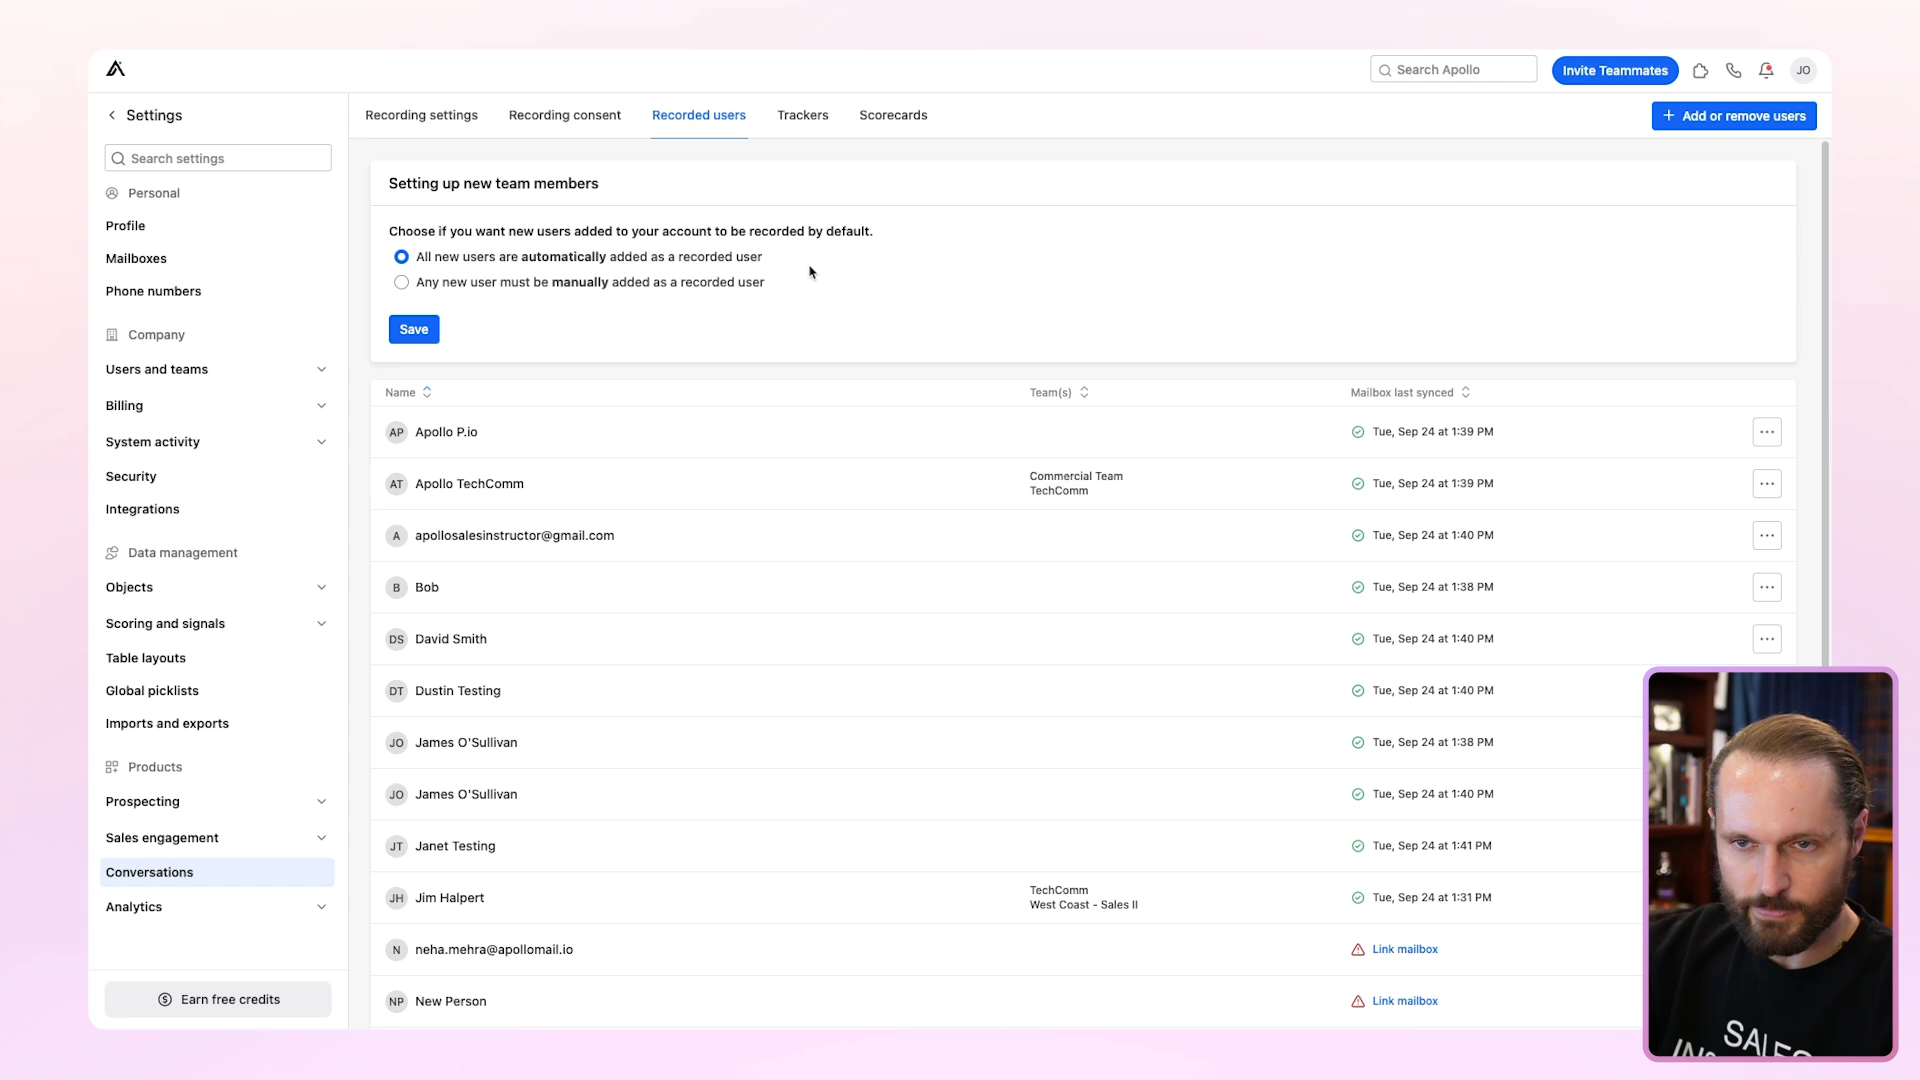 Search Apollo
Invite Teammates
JO
Settings
Recording settings
Recording consent
Recorded users
Trackers
Scorecards
Add or remove users
Search settings
Personal
Profile
Mailboxes
Phone numbers
Company
Users and teams
Billing
System activity
Security
Integrations
Data management
Objects
Scoring and signals
Table layouts
Global picklists
Imports and exports
Products
Prospecting
Sales engagement
Conversations
Analytics
Earn free credits
Setting up new team members
Choose if you want new users added to your account to be recorded by default.
All new users are automatically added as a recorded user
Any new user must be manually added as a recorded user
Save
Name Team(s) Mailbox last synced
AP Apollo P.io Tue, Sep 24 at 1:39 PM
AT Apollo TechComm Commercial Team Tue, Sep 24 at 1:39 PM
TechComm
A apollosalesinstructor@gmail.com Tue, Sep 24 at 1:40 PM
B Bob Tue, Sep 24 at 1:38 PM
DS David Smith Tue, Sep 24 at 1:40 PM
DT Dustin Testing Tue, Sep 24 at 1:40 PM
JO James O'Sullivan Tue, Sep 24 at 1:38 PM
JO James O'Sullivan Tue, Sep 24 at 1:40 PM
JT Janet Testing Tue, Sep 24 at 1:41 PM
JH Jim Halpert TechComm Tue, Sep 24 at 1:31 PM
West Coast - Sales II
N neha.mehra@apollomail.io Link mailbox
NP New Person Link mailbox